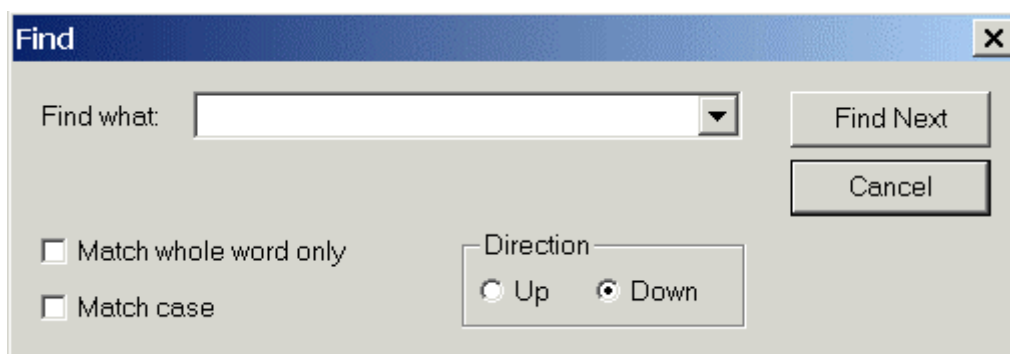 Find
Find what:
Find Next
Cancel
Match whole word only
Match case
Direction
Up
Down